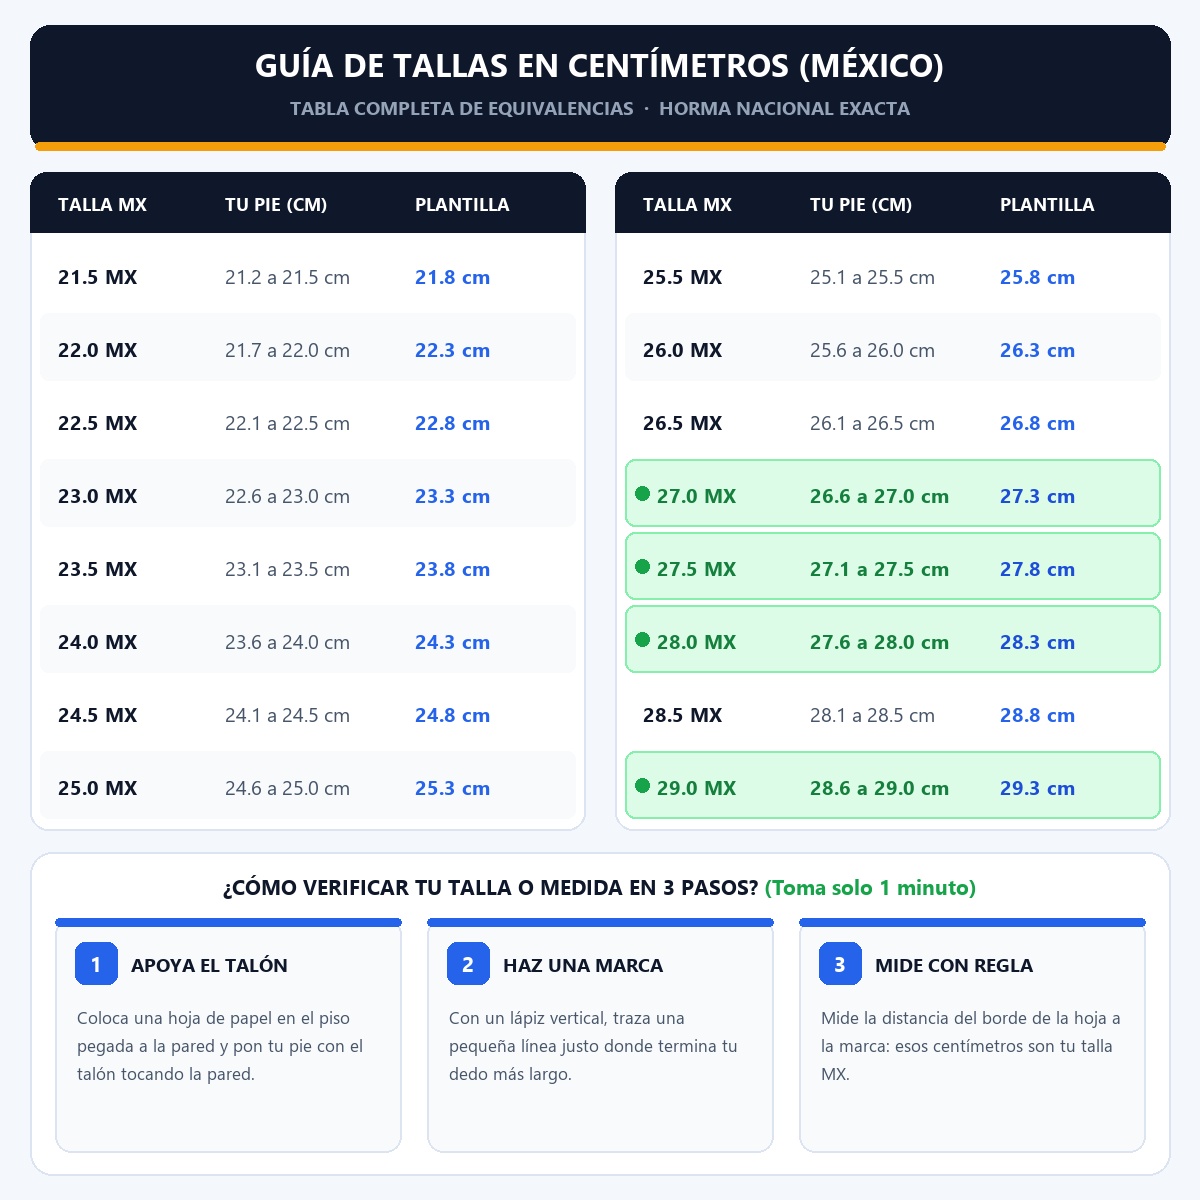 GUÍA DE TALLAS EN CENTÍMETROS (MÉXICO)
TABLA COMPLETA DE EQUIVALENCIAS · HORMA NACIONAL EXACTA
TALLA MX TU PIE (CM) PLANTILLA
21.5 MX 21.2 a 21.5 cm 21.8 cm
22.0 MX 21.7 a 22.0 cm 22.3 cm
22.5 MX 22.1 a 22.5 cm 22.8 cm
23.0 MX 22.6 a 23.0 cm 23.3 cm
23.5 MX 23.1 a 23.5 cm 23.8 cm
24.0 MX 23.6 a 24.0 cm 24.3 cm
24.5 MX 24.1 a 24.5 cm 24.8 cm
25.0 MX 24.6 a 25.0 cm 25.3 cm
TALLA MX TU PIE (CM) PLANTILLA
25.5 MX 25.1 a 25.5 cm 25.8 cm
26.0 MX 25.6 a 26.0 cm 26.3 cm
26.5 MX 26.1 a 26.5 cm 26.8 cm
27.0 MX 26.6 a 27.0 cm 27.3 cm
27.5 MX 27.1 a 27.5 cm 27.8 cm
28.0 MX 27.6 a 28.0 cm 28.3 cm
28.5 MX 28.1 a 28.5 cm 28.8 cm
29.0 MX 28.6 a 29.0 cm 29.3 cm
¿CÓMO VERIFICAR TU TALLA O MEDIDA EN 3 PASOS? (Toma solo 1 minuto)
1 APOYA EL TALÓN
Coloca una hoja de papel en el piso
pegada a la pared y pon tu pie con el
talón tocando la pared.
2 HAZ UNA MARCA
Con un lápiz vertical, traza una
pequeña línea justo donde termina tu
dedo más largo.
3 MIDE CON REGLA
Mide la distancia del borde de la hoja a
la marca: esos centímetros son tu talla
MX.